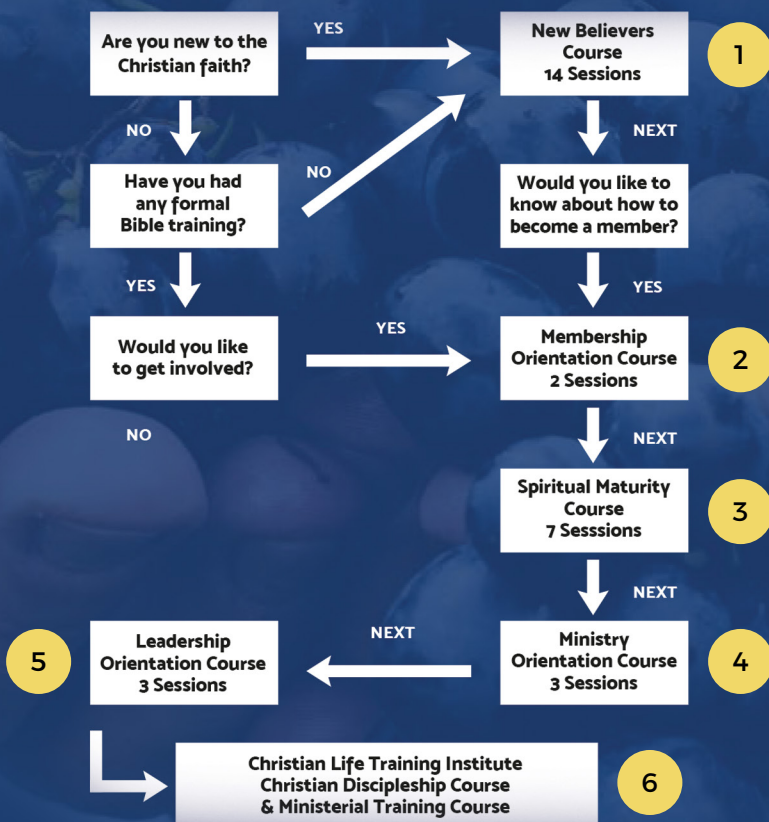 Are you new to the
Christian faith?
YES
New Believers
Course
14 Sessions
1
NO
NEXT
Have you had
any formal
Bible training?
NO
Would you like to
know about how to
become a member?
YES
YES
Would you like
to get involved?
YES
Membership
Orientation Course
2 Sessions
2
NO
NEXT
Spiritual Maturity
Course
7 Sesssions
3
NEXT
Ministry
Orientation Course
3 Sessions
4
NEXT
Leadership
Orientation Course
3 Sessions
5
Christian Life Training Institute
Christian Discipleship Course
& Ministerial Training Course
6